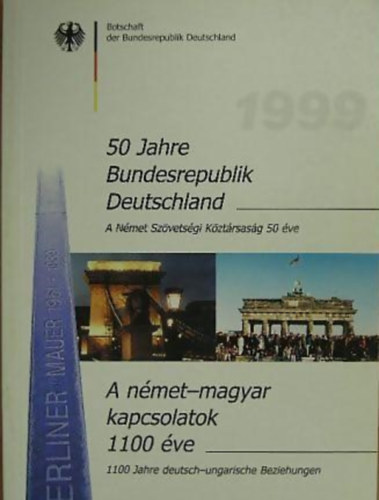 Botschaft
der Bundesrepublik Deutschland
1999
50 Jahre
Bundesrepublik
Deutschland
A Német Szövetségi Köztársaság 50 éve
BERLINER MAUER 1961
A német–magyar
kapcsolatok
1100 éve
1100 Jahre deutsch–ungarische Beziehungen